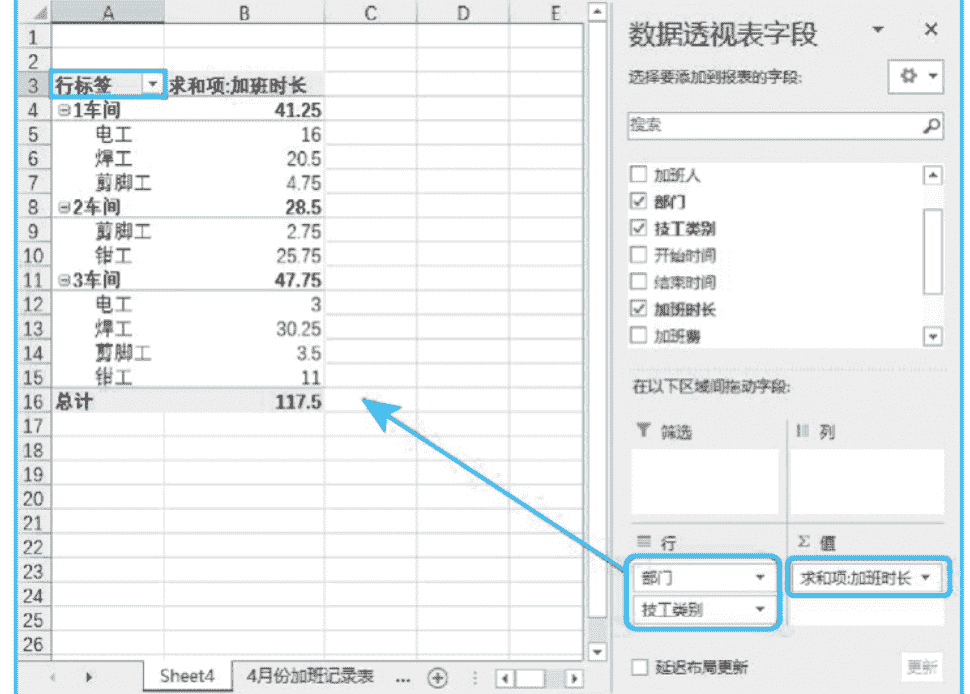 A B C D E
1
2
3 行标签 求和项:加班时长
4 1车间 41.25
5 电工 16
6 焊工 20.5
7 剪脚工 4.75
8 2车间 28.5
9 剪脚工 2.75
10 钳工 25.75
11 3车间 47.75
12 电工 3
13 焊工 30.25
14 剪脚工 3.5
15 钳工 11
16 总计 117.5
17
18
19
20
21
22
23
24
25
26
Sheet4 4月份加班记录表 ...
数据透视表字段
选择要添加到报表的字段:
搜索
加班人
部门
技工类别
开始时间
结束时间
加班时长
加班费
在以下区域间拖动字段:
筛选 列
行 Σ 值
部门 求和项:加班时长
技工类别
延迟布局更新 更新